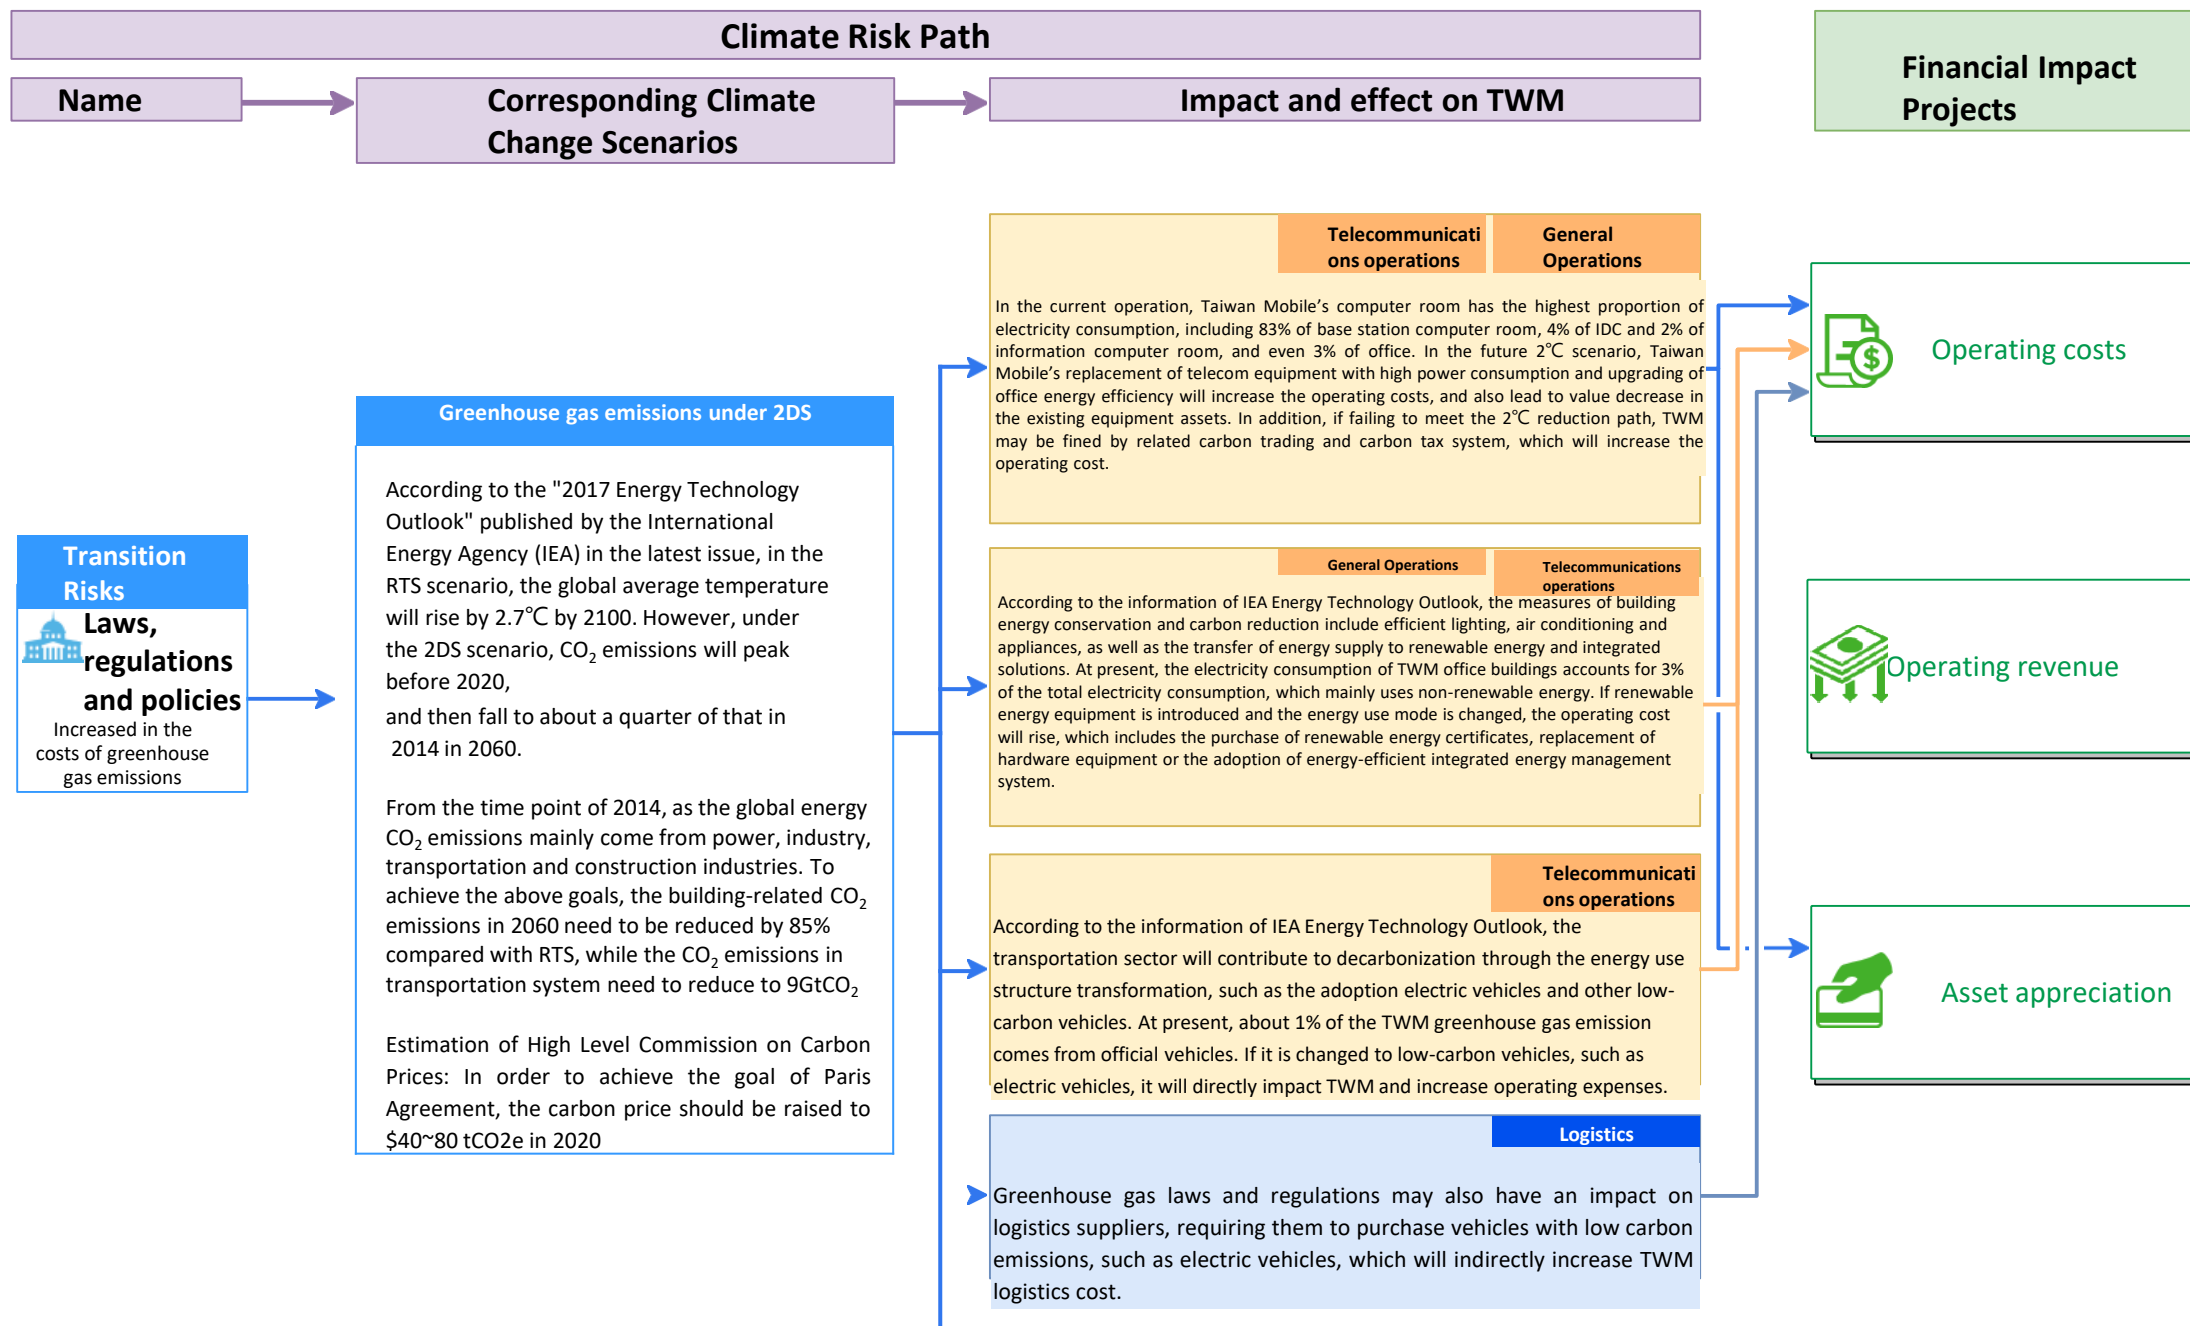 Climate Risk Path
Name
Corresponding Climate
Change Scenarios
Impact and effect on TWM
Financial Impact
Projects
Transition
Risks
Laws,
regulations
and policies
Increased in the
costs of greenhouse
gas emissions
Greenhouse gas emissions under 2DS
According to the "2017 Energy Technology
Outlook" published by the International
Energy Agency (IEA) in the latest issue, in the
RTS scenario, the global average temperature
will rise by 2.7℃ by 2100. However, under
the 2DS scenario, CO₂ emissions will peak
before 2020,
and then fall to about a quarter of that in
2014 in 2060.
From the time point of 2014, as the global energy
CO₂ emissions mainly come from power, industry,
transportation and construction industries. To
achieve the above goals, the building-related CO₂
emissions in 2060 need to be reduced by 85%
compared with RTS, while the CO₂ emissions in
transportation system need to reduce to 9GtCO₂
Estimation of High Level Commission on Carbon
Prices: In order to achieve the goal of Paris
Agreement, the carbon price should be raised to
$40~80 tCO2e in 2020
Telecommunicati
ons operations
General
Operations
In the current operation, Taiwan Mobile’s computer room has the highest proportion of
electricity consumption, including 83% of base station computer room, 4% of IDC and 2% of
information computer room, and even 3% of office. In the future 2℃ scenario, Taiwan
Mobile’s replacement of telecom equipment with high power consumption and upgrading of
office energy efficiency will increase the operating costs, and also lead to value decrease in
the existing equipment assets. In addition, if failing to meet the 2℃ reduction path, TWM
may be fined by related carbon trading and carbon tax system, which will increase the
operating cost.
General Operations
Telecommunications
operations
According to the information of IEA Energy Technology Outlook, the measures of building
energy conservation and carbon reduction include efficient lighting, air conditioning and
appliances, as well as the transfer of energy supply to renewable energy and integrated
solutions. At present, the electricity consumption of TWM office buildings accounts for 3%
of the total electricity consumption, which mainly uses non-renewable energy. If renewable
energy equipment is introduced and the energy use mode is changed, the operating cost
will rise, which includes the purchase of renewable energy certificates, replacement of
hardware equipment or the adoption of energy-efficient integrated energy management
system.
Telecommunicati
ons operations
According to the information of IEA Energy Technology Outlook, the
transportation sector will contribute to decarbonization through the energy use
structure transformation, such as the adoption electric vehicles and other low-
carbon vehicles. At present, about 1% of the TWM greenhouse gas emission
comes from official vehicles. If it is changed to low-carbon vehicles, such as
electric vehicles, it will directly impact TWM and increase operating expenses.
Logistics
Greenhouse gas laws and regulations may also have an impact on
logistics suppliers, requiring them to purchase vehicles with low carbon
emissions, such as electric vehicles, which will indirectly increase TWM
logistics cost.
Operating costs
Operating revenue
Asset appreciation